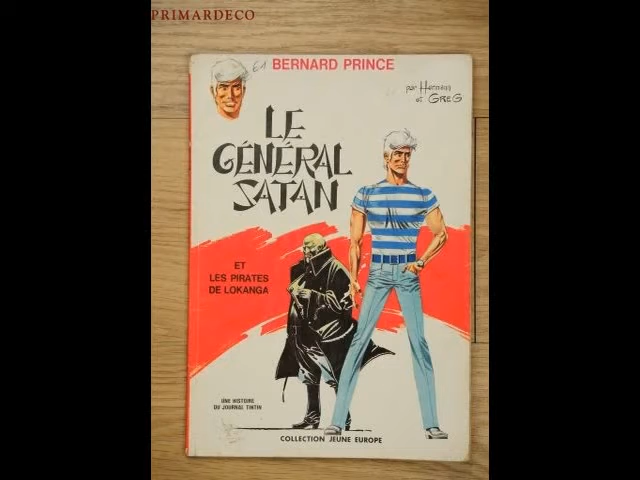 PRIMARDECO
61
BERNARD PRINCE
par Hermann
et GREG
LE
GÉNÉRAL
SATAN
ET
LES PIRATES
DE LOKANGA
UNE HISTOIRE
DU JOURNAL TINTIN
COLLECTION JEUNE EUROPE